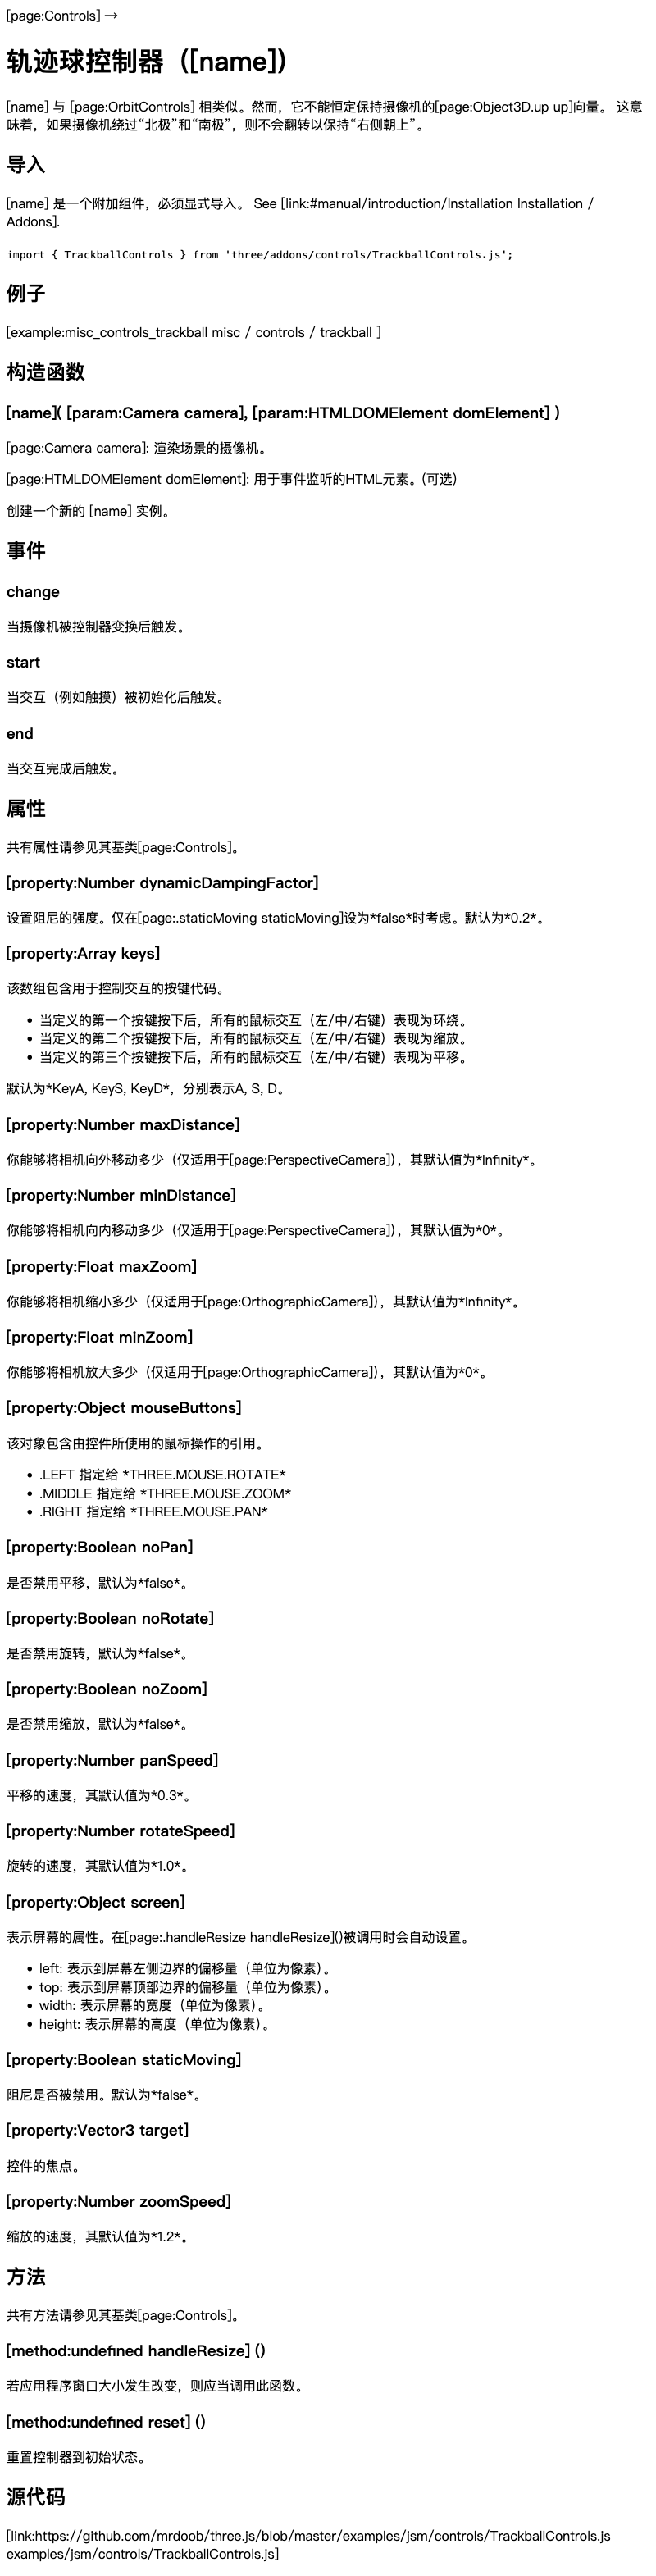 [page:Controls] →
轨迹球控制器（[name]）
[name] 与 [page:OrbitControls] 相类似。然而，它不能恒定保持摄像机的[page:Object3D.up up]向量。 这意
味着，如果摄像机绕过“北极”和“南极”，则不会翻转以保持“右侧朝上”。
导入
[name] 是一个附加组件，必须显式导入。 See [link:#manual/introduction/Installation Installation /
Addons].
import { TrackballControls } from 'three/addons/controls/TrackballControls.js';
例子
[example:misc_controls_trackball misc / controls / trackball ]
构造函数
[name]( [param:Camera camera], [param:HTMLDOMElement domElement] )
[page:Camera camera]: 渲染场景的摄像机。
[page:HTMLDOMElement domElement]: 用于事件监听的HTML元素。(可选)
创建一个新的 [name] 实例。
事件
change
当摄像机被控制器变换后触发。
start
当交互（例如触摸）被初始化后触发。
end
当交互完成后触发。
属性
共有属性请参见其基类[page:Controls]。
[property:Number dynamicDampingFactor]
设置阻尼的强度。仅在[page:.staticMoving staticMoving]设为*false*时考虑。默认为*0.2*。
[property:Array keys]
该数组包含用于控制交互的按键代码。
• 当定义的第一个按键按下后，所有的鼠标交互（左/中/右键）表现为环绕。
• 当定义的第二个按键按下后，所有的鼠标交互（左/中/右键）表现为缩放。
• 当定义的第三个按键按下后，所有的鼠标交互（左/中/右键）表现为平移。
默认为*KeyA, KeyS, KeyD*，分别表示A, S, D。
[property:Number maxDistance]
你能够将相机向外移动多少（仅适用于[page:PerspectiveCamera]），其默认值为*Infinity*。
[property:Number minDistance]
你能够将相机向内移动多少（仅适用于[page:PerspectiveCamera]），其默认值为*0*。
[property:Float maxZoom]
你能够将相机缩小多少（仅适用于[page:OrthographicCamera]），其默认值为*Infinity*。
[property:Float minZoom]
你能够将相机放大多少（仅适用于[page:OrthographicCamera]），其默认值为*0*。
[property:Object mouseButtons]
该对象包含由控件所使用的鼠标操作的引用。
• .LEFT 指定给 *THREE.MOUSE.ROTATE*
• .MIDDLE 指定给 *THREE.MOUSE.ZOOM*
• .RIGHT 指定给 *THREE.MOUSE.PAN*
[property:Boolean noPan]
是否禁用平移，默认为*false*。
[property:Boolean noRotate]
是否禁用旋转，默认为*false*。
[property:Boolean noZoom]
是否禁用缩放，默认为*false*。
[property:Number panSpeed]
平移的速度，其默认值为*0.3*。
[property:Number rotateSpeed]
旋转的速度，其默认值为*1.0*。
[property:Object screen]
表示屏幕的属性。在[page:.handleResize handleResize]()被调用时会自动设置。
• left: 表示到屏幕左侧边界的偏移量（单位为像素）。
• top: 表示到屏幕顶部边界的偏移量（单位为像素）。
• width: 表示屏幕的宽度（单位为像素）。
• height: 表示屏幕的高度（单位为像素）。
[property:Boolean staticMoving]
阻尼是否被禁用。默认为*false*。
[property:Vector3 target]
控件的焦点。
[property:Number zoomSpeed]
缩放的速度，其默认值为*1.2*。
方法
共有方法请参见其基类[page:Controls]。
[method:undefined handleResize] ()
若应用程序窗口大小发生改变，则应当调用此函数。
[method:undefined reset] ()
重置控制器到初始状态。
源代码
[link:https://github.com/mrdoob/three.js/blob/master/examples/jsm/controls/TrackballControls.js
examples/jsm/controls/TrackballControls.js]